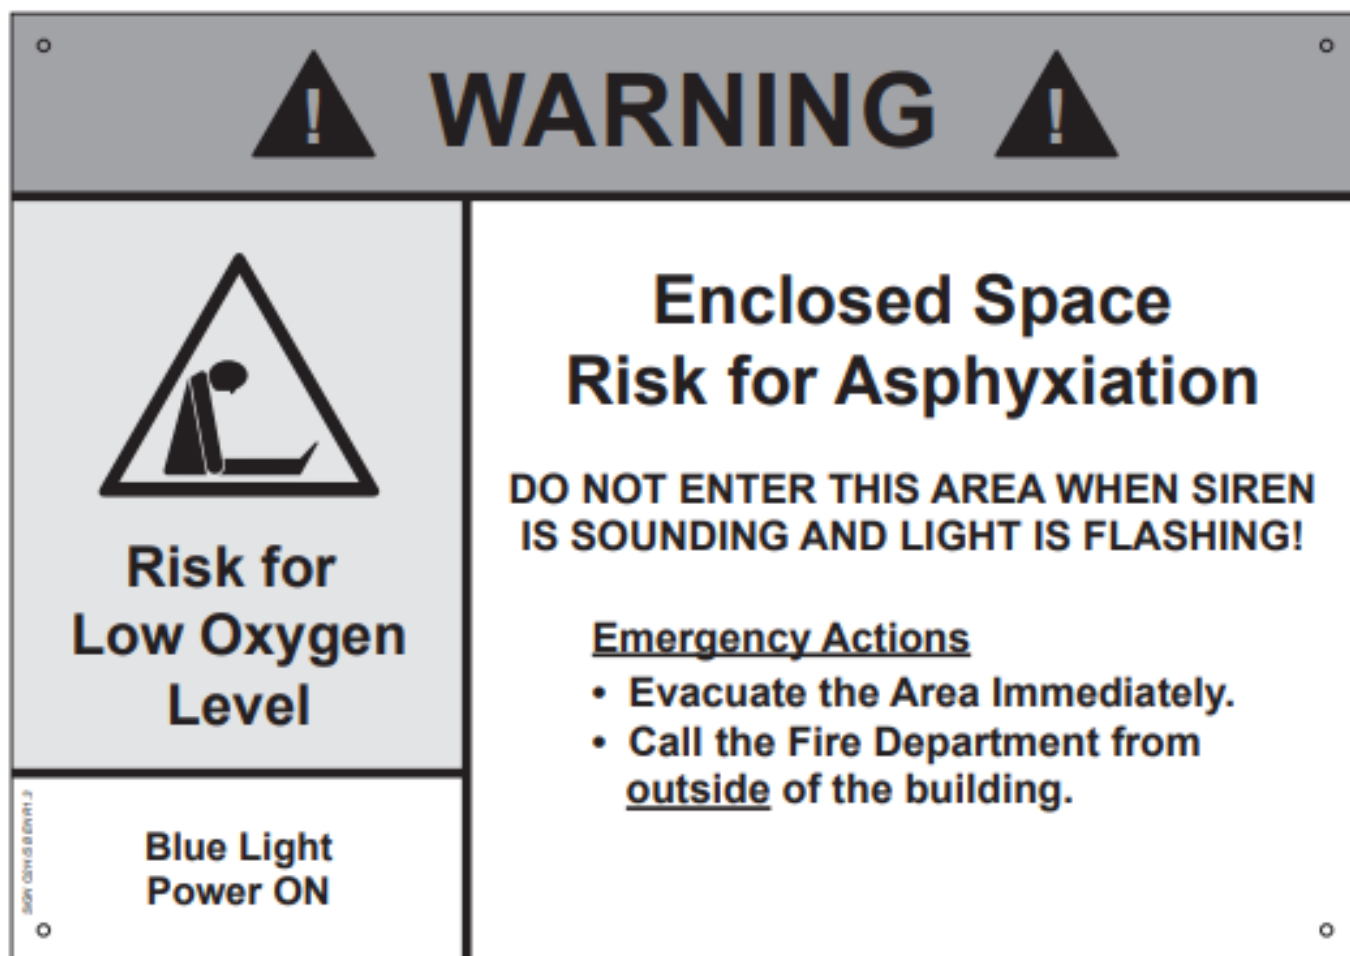 ! WARNING !
Risk for
Low Oxygen
Level
Blue Light
Power ON
Enclosed Space
Risk for Asphyxiation
DO NOT ENTER THIS AREA WHEN SIREN
IS SOUNDING AND LIGHT IS FLASHING!
Emergency Actions
• Evacuate the Area Immediately.
• Call the Fire Department from
outside of the building.